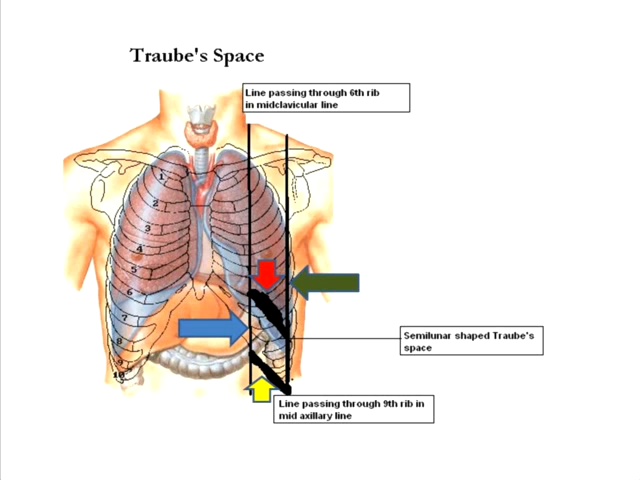 Traube's Space
Line passing through 6th rib
in midclavicular line
1
2
3
4
5
6
7
8
9
10
Semilunar shaped Traube's
space
Line passing through 9th rib in
mid axillary line